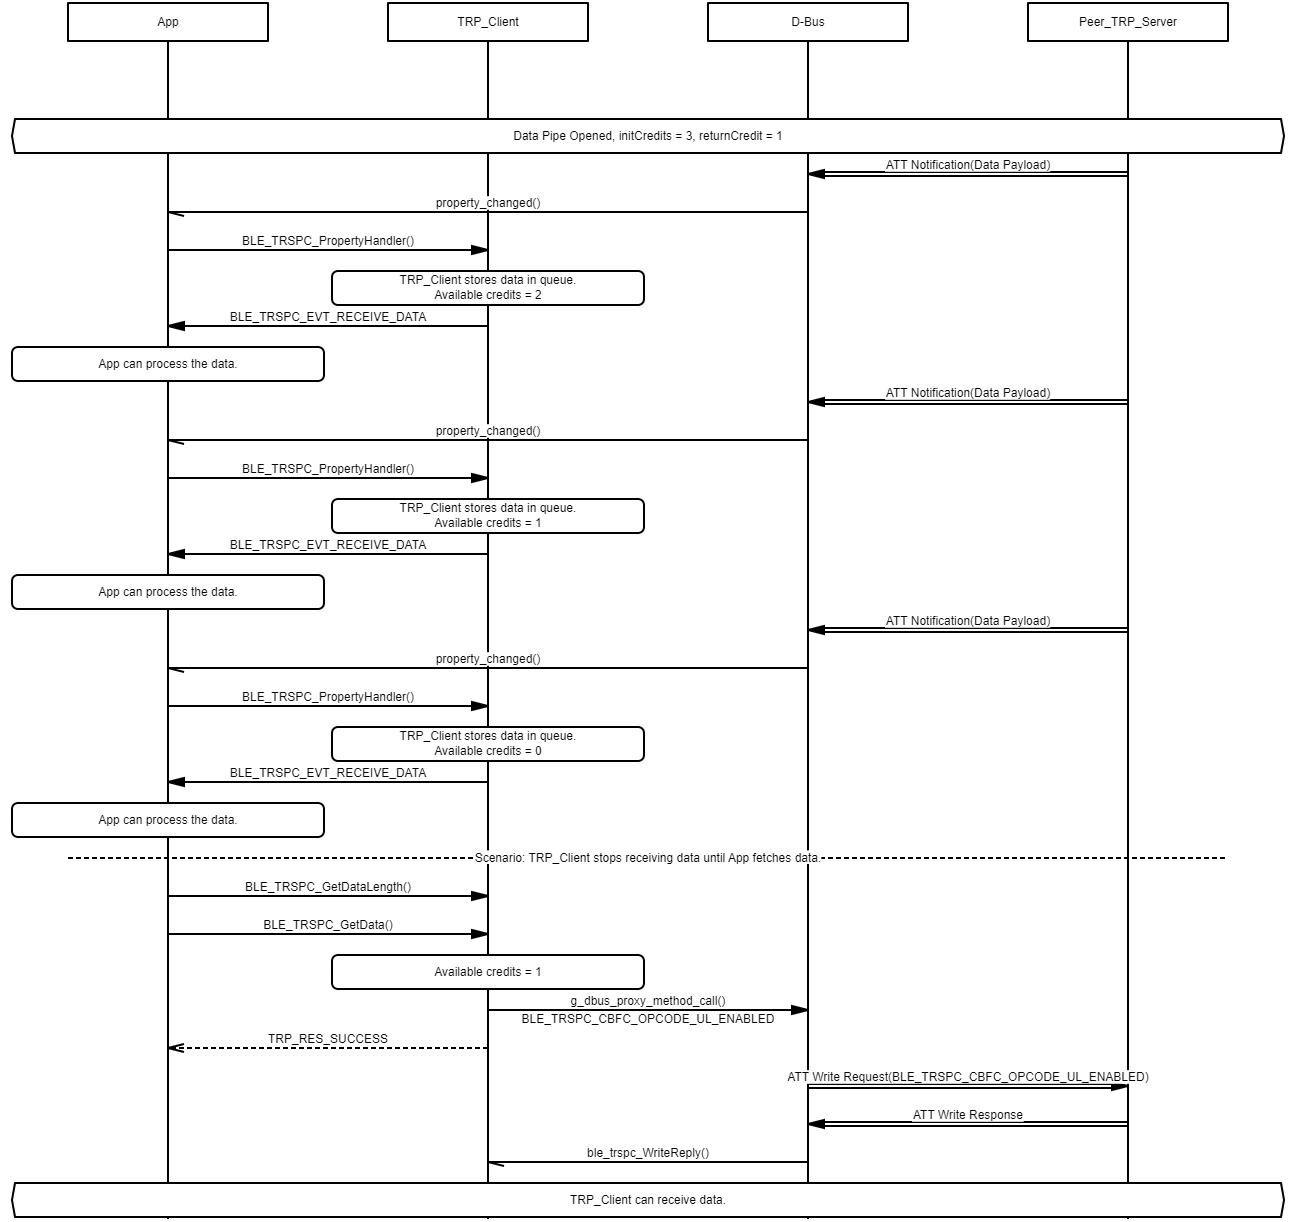 App
TRP_Client
D-Bus
Peer_TRP_Server
Data Pipe Opened, initCredits = 3, returnCredit = 1
ATT Notification(Data Payload)
property_changed()
BLE_TRSPC_PropertyHandler()
TRP_Client stores data in queue.
Available credits = 2
BLE_TRSPC_EVT_RECEIVE_DATA
App can process the data.
ATT Notification(Data Payload)
property_changed()
BLE_TRSPC_PropertyHandler()
TRP_Client stores data in queue.
Available credits = 1
BLE_TRSPC_EVT_RECEIVE_DATA
App can process the data.
ATT Notification(Data Payload)
property_changed()
BLE_TRSPC_PropertyHandler()
TRP_Client stores data in queue.
Available credits = 0
BLE_TRSPC_EVT_RECEIVE_DATA
App can process the data.
Scenario: TRP_Client stops receiving data until App fetches data.
BLE_TRSPC_GetDataLength()
BLE_TRSPC_GetData()
Available credits = 1
g_dbus_proxy_method_call()
BLE_TRSPC_CBFC_OPCODE_UL_ENABLED
TRP_RES_SUCCESS
ATT Write Request(BLE_TRSPC_CBFC_OPCODE_UL_ENABLED)
ATT Write Response
ble_trspc_WriteReply()
TRP_Client can receive data.